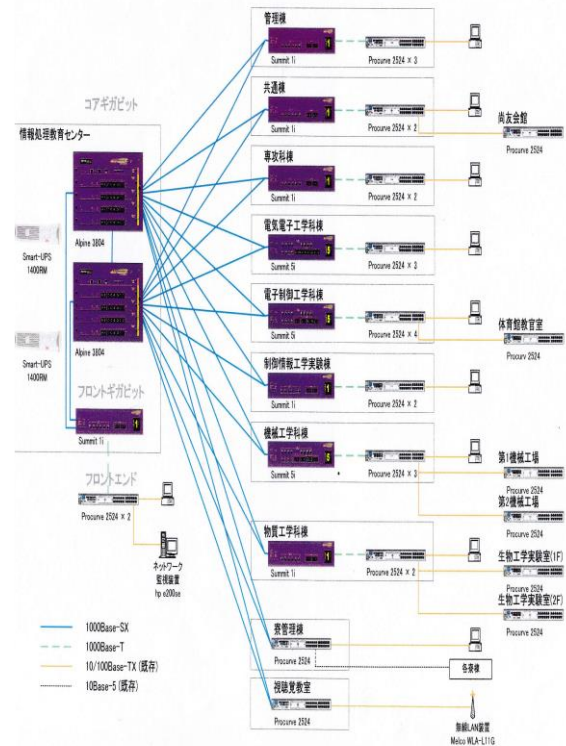 コアギガビット
情報処理教育センター
Alpine 3804
Smart-UPS
1400RM
Alpine 3804
Smart-UPS
1400RM
フロントギガビット
Summit 1i
フロントエンド
Procurve 2524 × 2
ネットワーク
監視装置
hp e200se
管理棟
Summit 1i
Procurve 2524 × 3
共通棟
Summit 1i
Procurve 2524 × 2
尚友会館
Procurve 2524
専攻科棟
Summit 1i
Procurve 2524 × 2
電気電子工学科棟
Summit 5i
Procurve 2524 × 3
電子制御工学科棟
Summit 5i
Procurve 2524 × 4
体育館教官室
Procurv 2524
制御情報工学実験棟
Summit 1i
Procurve 2524 × 2
機械工学科棟
Summit 5i
Procurve 2524 × 3
第1機械工場
Procurve 2524
第2機械工場
Procurve 2524
物質工学科棟
Summit 1i
Procurve 2524 × 2
生物工学実験室(1F)
Procurve 2524
生物工学実験室(2F)
Procurve 2524
寮管理棟
Procurve 2524
各寮棟
視聴覚教室
Procurve 2524
無線LAN装置
Melco WLA-L11G
1000Base-SX
1000Base-T
10/100Base-TX (既存)
10Base-5 (既存)